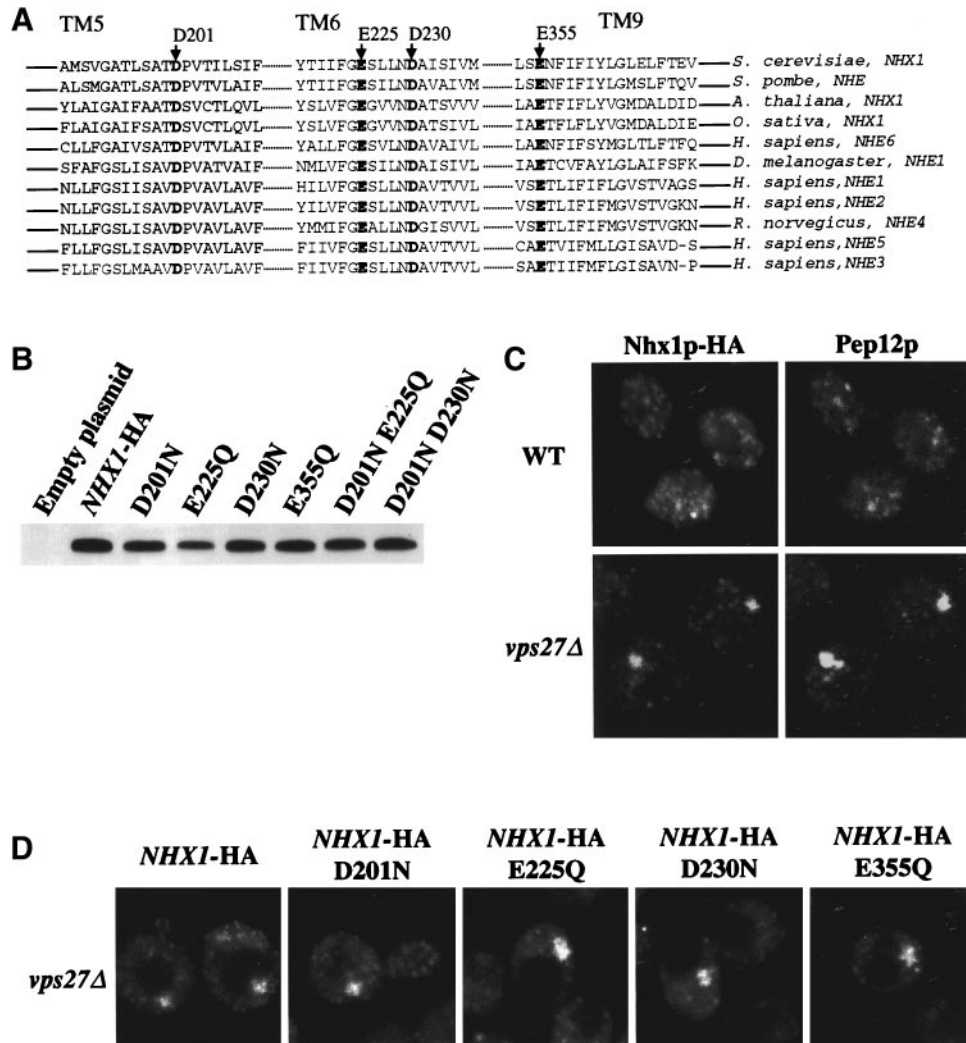 A
TM5 TM6 TM9
D201 E225 D230 E355
AMSVGATLSATDPVTILSIF YTIIFGESLLNDAISIVM LSENFIFIYLGLELFTEV S. cerevisiae, NHX1
ALSMGATLSATDPVTVLAIF YTIIFGESLLNDAVAIVM LSENFIFIYLGMSLFTQV S. pombe, NHE
YLAIGAIFAATDSVCTLQVL YSLVFGEGVVNDATSVVL LAETFIFLYVGMDALDID A. thaliana, NHX1
FLAIGAIFSATDSVCTLQVL YSLVFGEGVVNDATSIVL IAETFLFLYVGMDALDIE O. sativa, NHX1
CLLFGAIVSATDPVTVLAIF YALLFGESVLNDAVAIVL LAENFIFSYMGLTLFTFQ H. sapiens, NHE6
SFAFGSLISAVDPVATVAIF NMLVFGESILNDAISIVL IAETCVFAYLGLAIFSFK D. melanogaster, NHE1
NLLFGSIISAVDPVAVLAVF HILVFGESLLNDAVTVVL VSETLIFIFLGVSTVAGS H. sapiens,NHE1
NLLFGSLISAVDPVAVLAVF YNLLFGESLLNDAVTVVL VSETLIFIFMGVSTVGKN H. sapiens,NHE2
NLLFGSLISAVDPVAVLAVF YMMIFGEALLNDGISVVL VSETLIFIFMGVSTVGKN R. norvegicus, NHE4
FLLFGSLISAVDPVAVLAVF FIIVFGESLLNDAVTVVL CAETVIFMLLGISAVD-S H. sapiens,NHE5
FLLFGSLMAAVDPVAVLAVF FIIVFGESLLNDAVTVVL SAETIIFMFLGISAVN-P H. sapiens,NHE3
B
Empty plasmid
NHX1-HA
D201N
E225Q
D230N
E355Q
D201N E225Q
D201N D230N
C
Nhx1p-HA Pep12p
WT
vps27Δ
D
NHX1-HA
NHX1-HA
D201N
NHX1-HA
E225Q
NHX1-HA
D230N
NHX1-HA
E355Q
vps27Δ